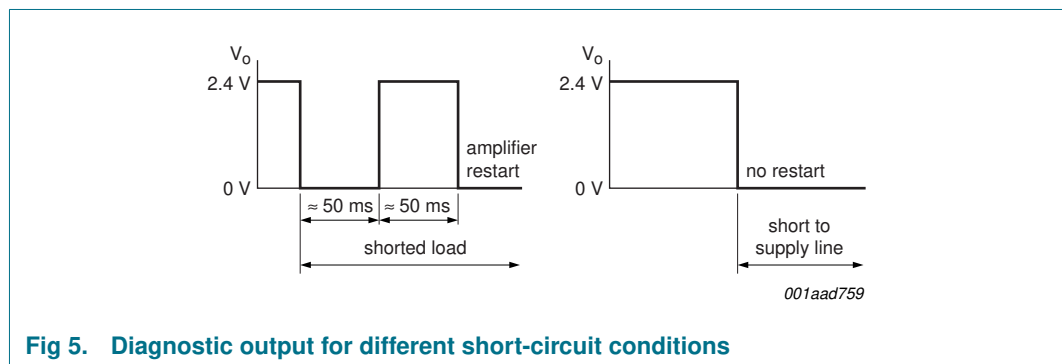 Vo
2.4 V
0 V
amplifier
restart
≈ 50 ms
≈ 50 ms
shorted load
Vo
2.4 V
0 V
no restart
short to
supply line
001aad759
Fig 5. Diagnostic output for different short-circuit conditions